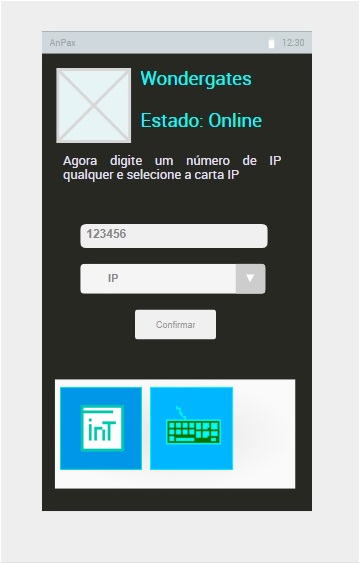 AnPax 12:30
Wondergates
Estado: Online
Agora digite um número de IP
qualquer e selecione a carta IP
123456
IP
Confirmar
inT